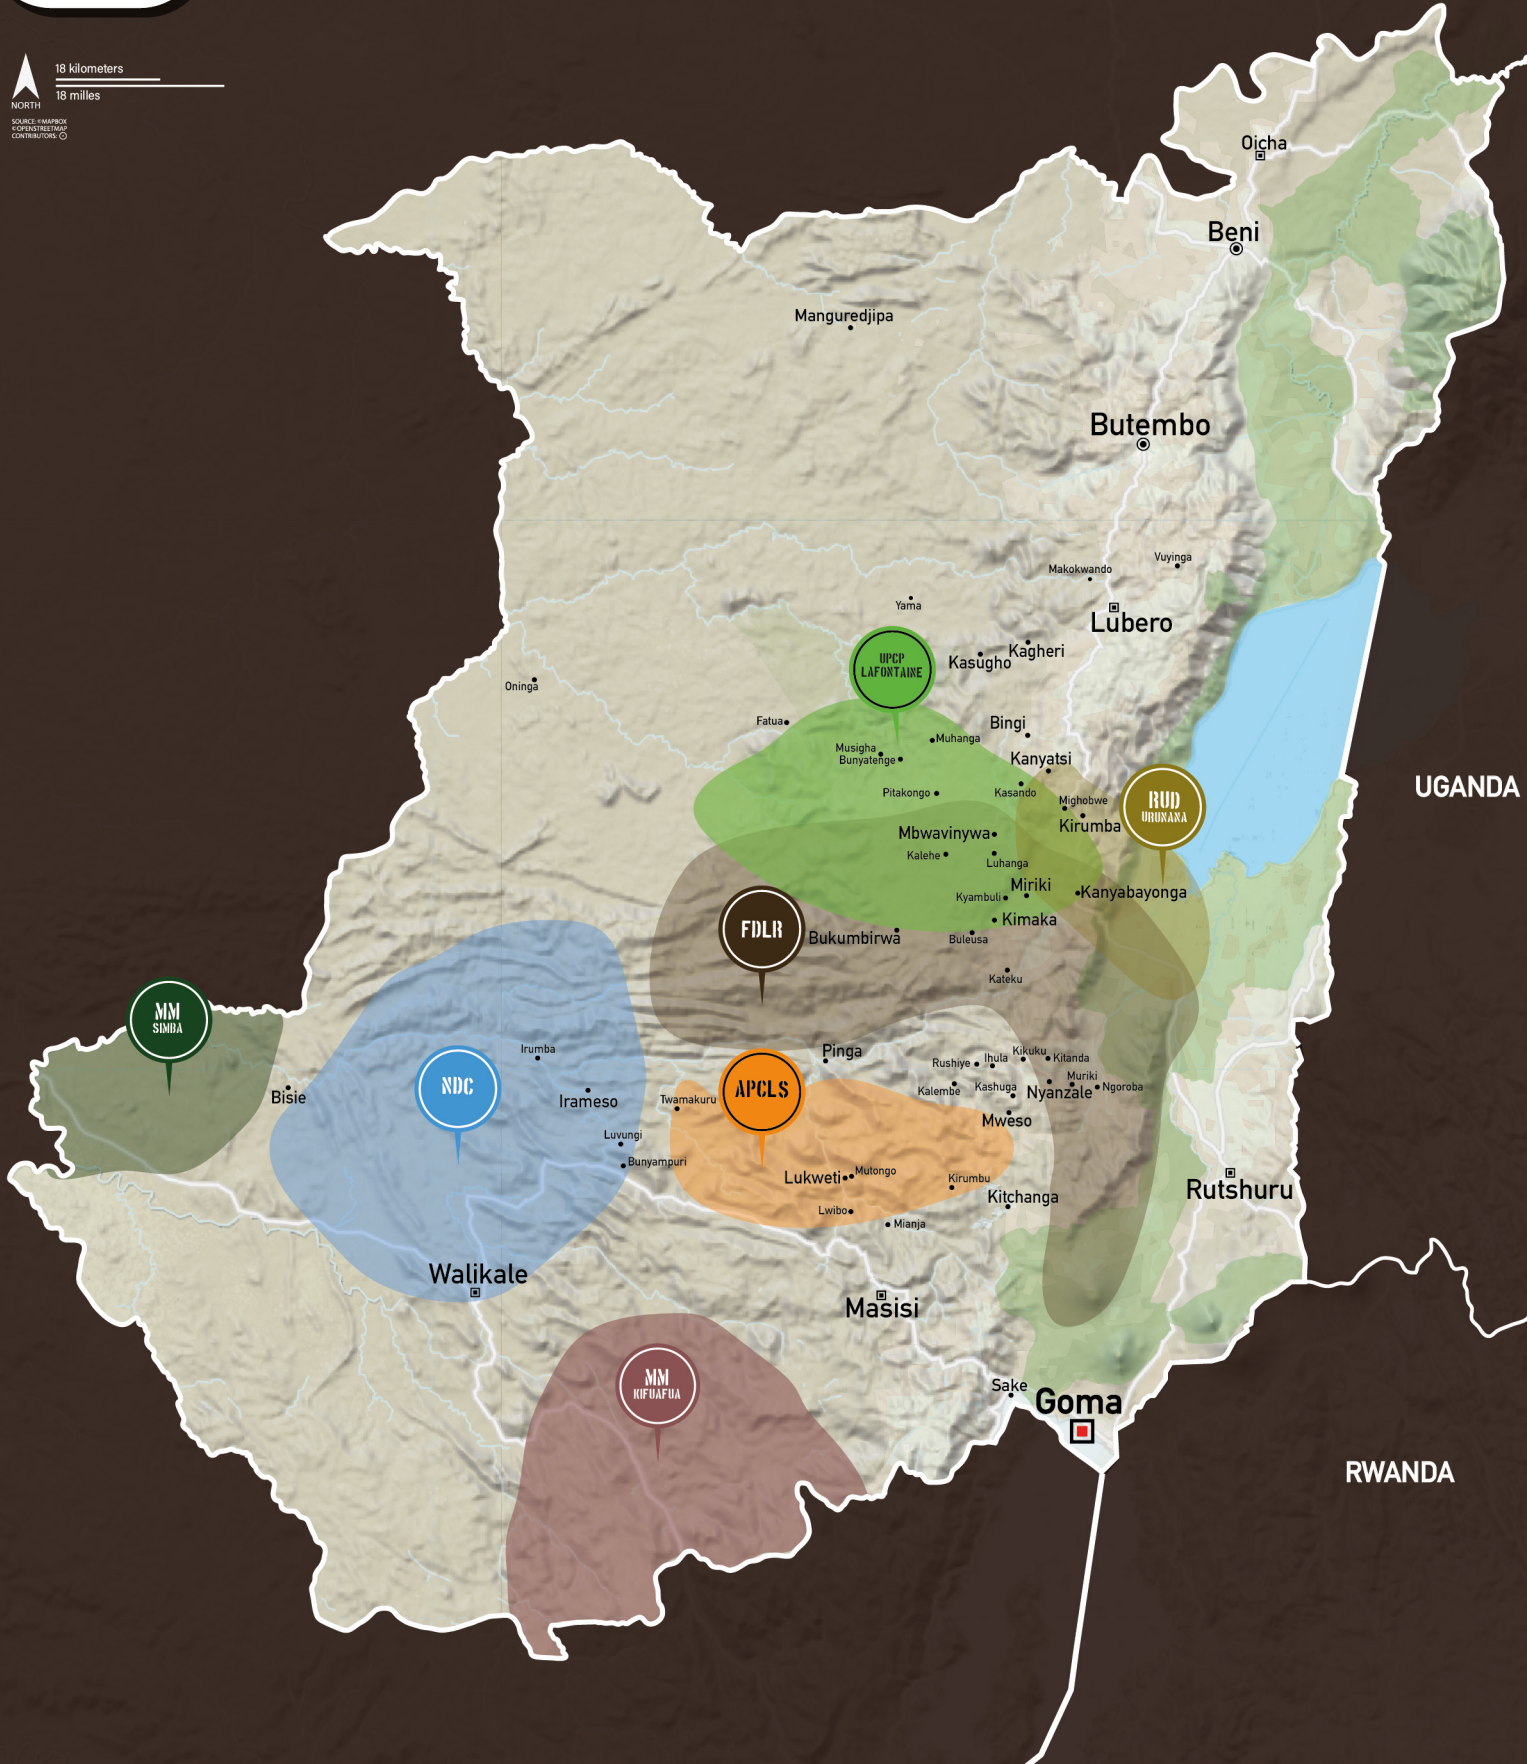 18 kilometers
18 milles
NORTH
SOURCE: ©MAPBOX
©OPENSTREETMAP
CONTRIBUTORS:
Oicha
Beni
Manguredjipa
Butembo
Vuyinga
Makokwando
Yama
Lubero
Kagheri
Kasugho
UPCP
LAFONTAINE
Oninga
Fatua
Bingi
Muhanga
Musigha
Bunyatenge
Kanyatsi
UGANDA
Pitakongo
Kasando
Mighobwe
RUD
URUNANA
Kirumba
Mbwavinywa
Kalehe
Luhanga
Miriki
Kanyabayonga
Kyambuli
Kimaka
FDLR
Bukumbirwa
Buleusa
Kateku
MM
SIMBA
Irumba
Pinga
Kikuku
Kitanda
Ihula
Rushiye
Muriki
Ngoroba
NDC
APCLS
Kalembe
Kashuga
Nyanzale
Bisie
Irameso
Twamakuru
Mweso
Luvungi
Bunyampuri
Lukweti
Mutongo
Kirumbu
Rutshuru
Kitchanga
Lwibo
Mianja
Walikale
Masisi
MM
KIFUAFUA
Sake
Goma
RWANDA